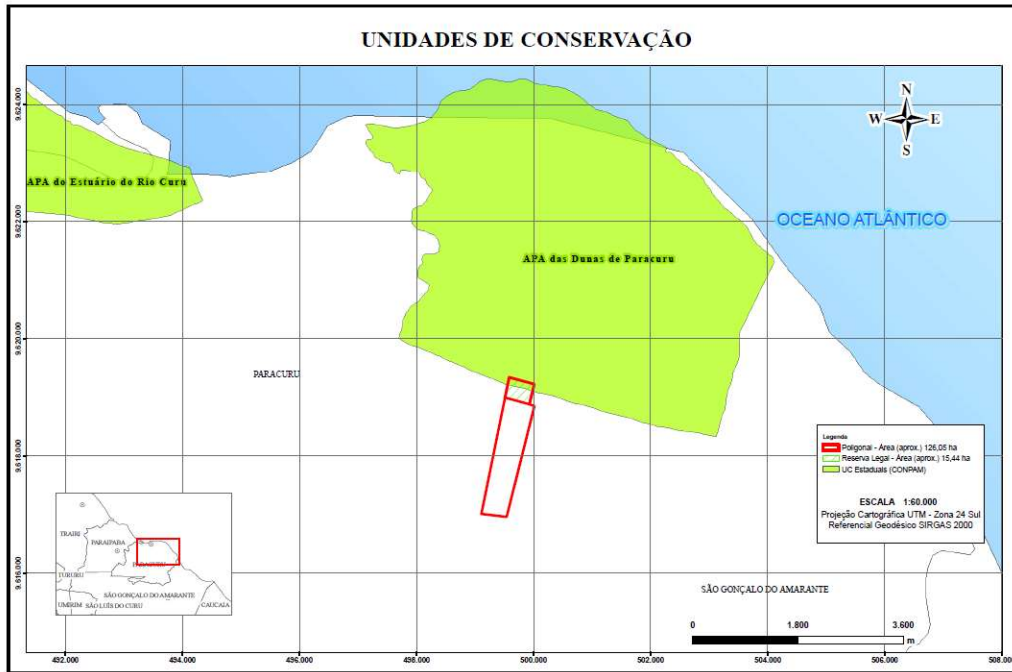 UNIDADES DE CONSERVAÇÃO
9.624.000
9.622.000
9.620.000
9.618.000
9.616.000
N
W
E
S
APA do Estuário do Rio Curu
OCEANO ATLÂNTICO
APA das Dunas de Paracuru
PARACURU
Legenda
Poligonal - Área (aprox.) 126,05 ha
Reserva Legal - Área (aprox.) 15,44 ha
UC Estaduais (CONPAM)
ESCALA 1:60.000
Projeção Cartográfica UTM - Zona 24 Sul
Referencial Geodésico SIRGAS 2000
TRAIRI
PARAIPABA
PARACURU
TURURU
SÃO GONÇALO DO AMARANTE
UMIRIM
SÃO LUÍS DO CURU
CAUCAIA
SÃO GONÇALO DO AMARANTE
0 1.800 3.600
m
492.000 494.000 496.000 498.000 500.000 502.000 504.000 506.000 508.000